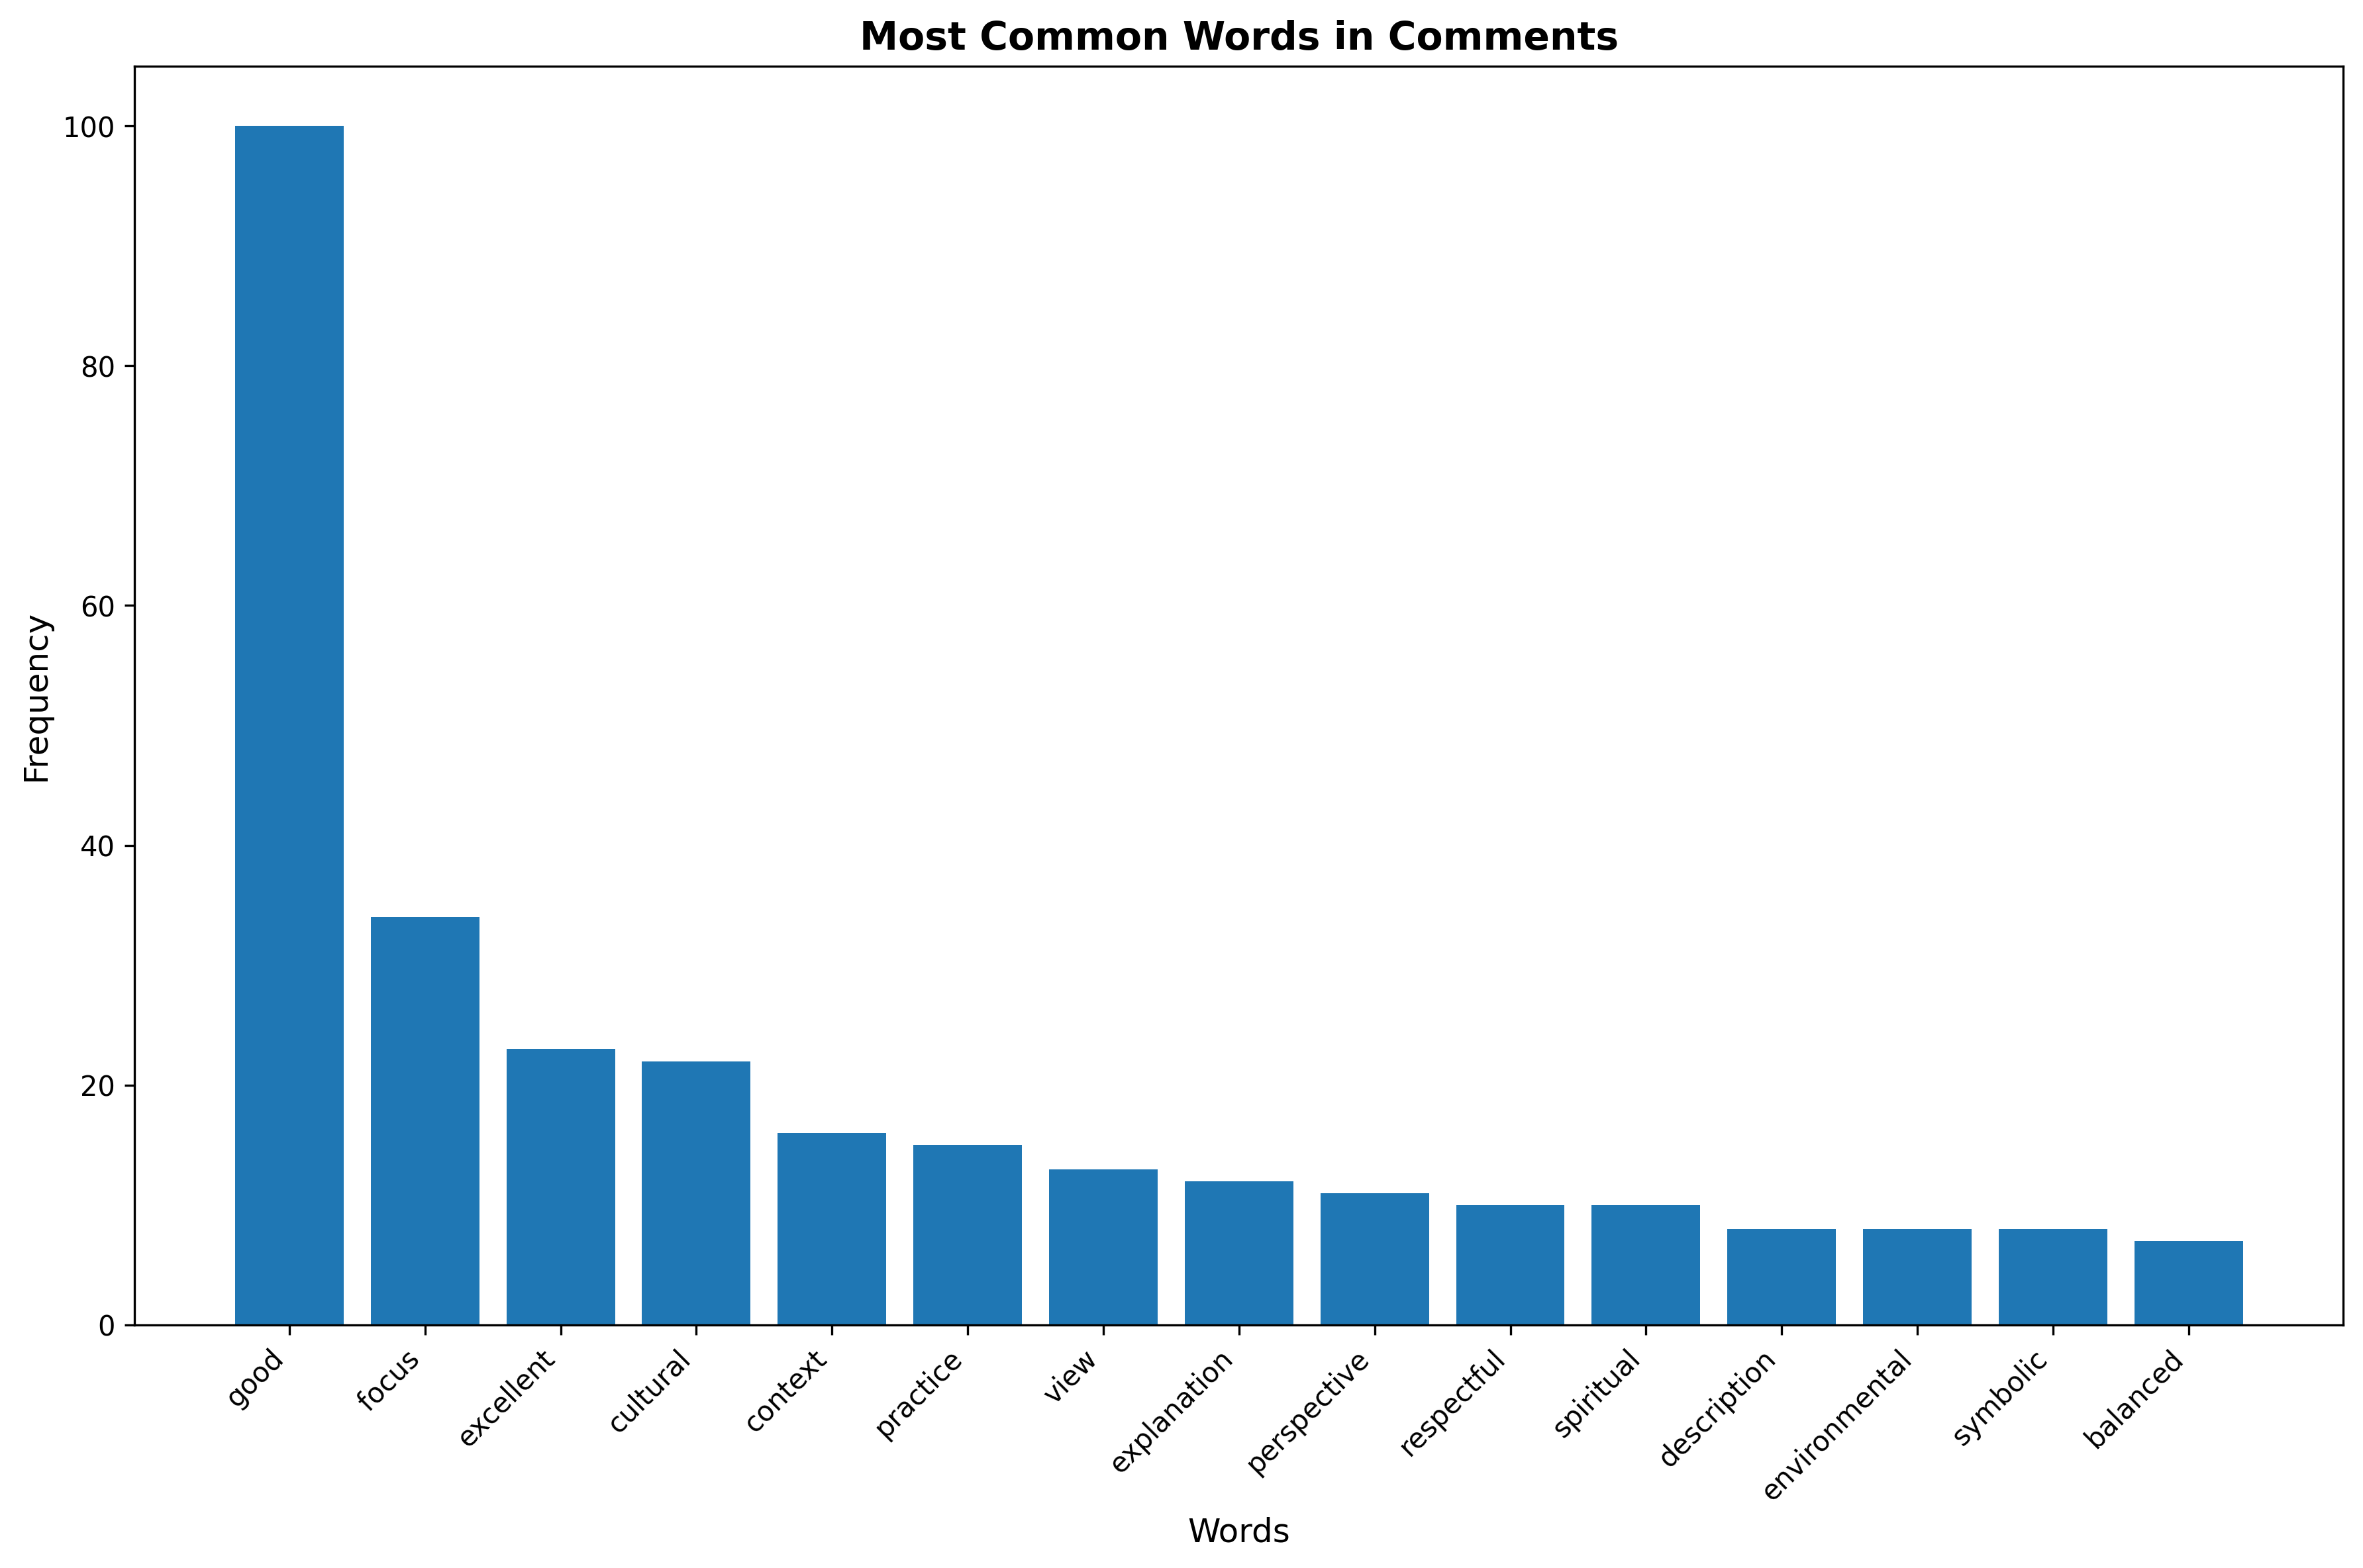 Most Common Words in Comments
100
80
60
40
20
0
Frequency
good
focus
excellent
cultural
context
practice
view
explanation
perspective
respectful
spiritual
description
environmental
symbolic
balanced
Words